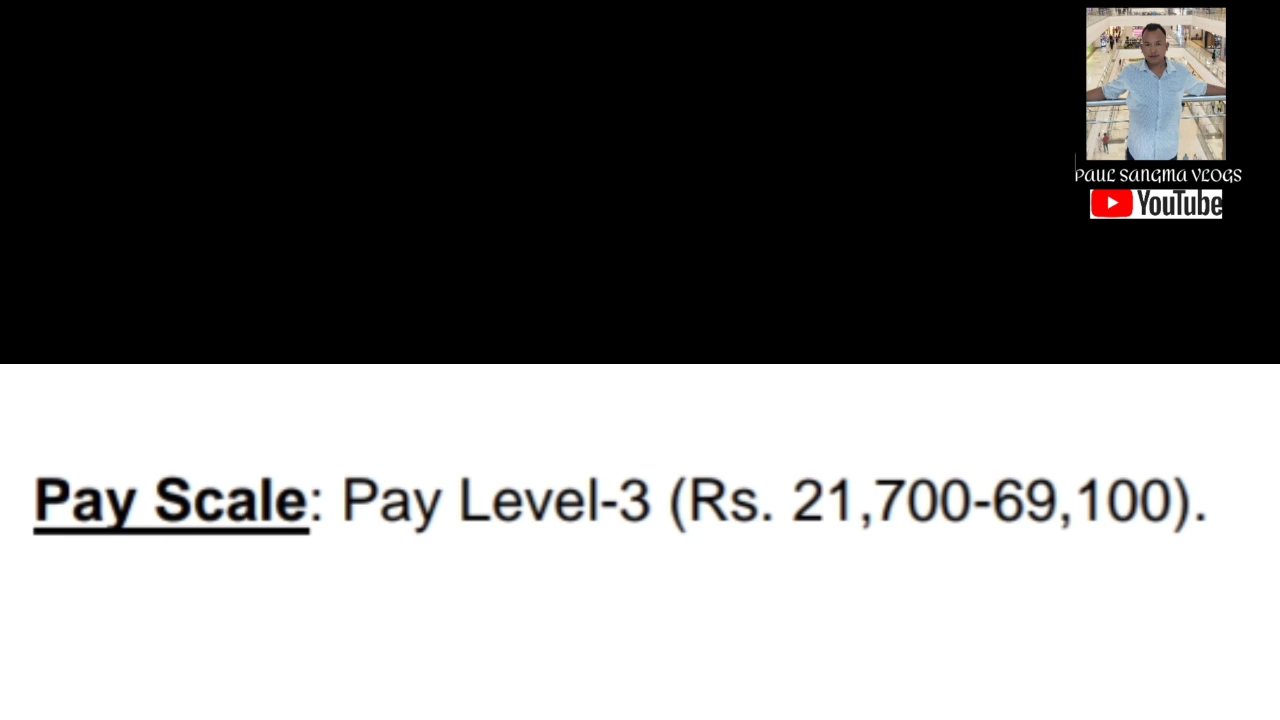 PAUL SANGMA VLOGS
YouTube
Pay Scale: Pay Level-3 (Rs. 21,700-69,100).